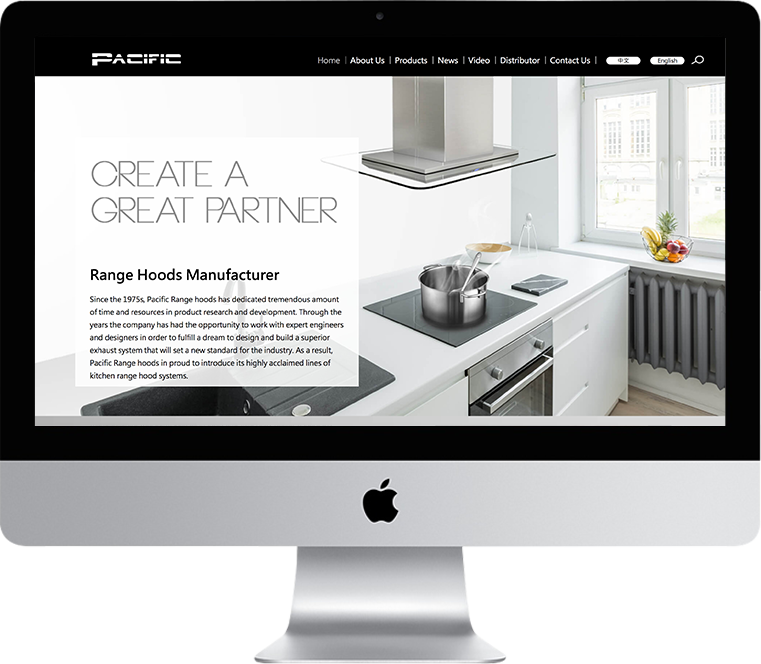 PACIFIC
Home | About Us | Products | News | Video | Distributor | Contact Us | 中文 English
CREATE A
GREAT PARTNER
Range Hoods Manufacturer
Since the 1975s, Pacific Range hoods has dedicated tremendous amount
of time and resources in product research and development. Through the
years the company has had the opportunity to work with expert engineers
and designers in order to fulfill a dream to design and build a superior
exhaust system that will set a new standard for the industry. As a result,
Pacific Range hoods in proud to introduce its highly acclaimed lines of
kitchen range hood systems.